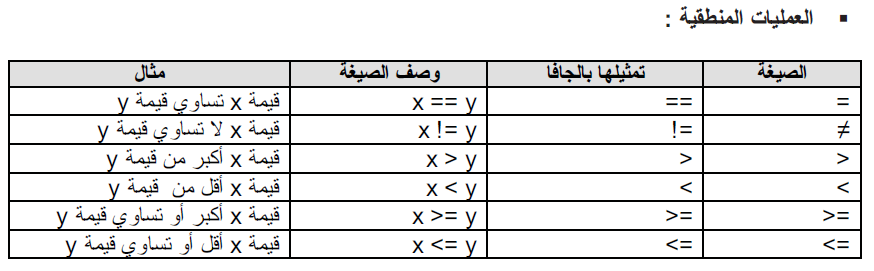 ▪ العمليات المنطقية :
الصيغة تمثيلها بالجافا وصف الصيغة مثال
= == x == y قيمة x تساوي قيمة y
≠ != x != y قيمة x لا تساوي قيمة y
> > x > y قيمة x أكبر من قيمة y
< < x < y قيمة x أقل من قيمة y
>= >= x >= y قيمة x أكبر أو تساوي قيمة y
<= <= x <= y قيمة x أقل أو تساوي قيمة y